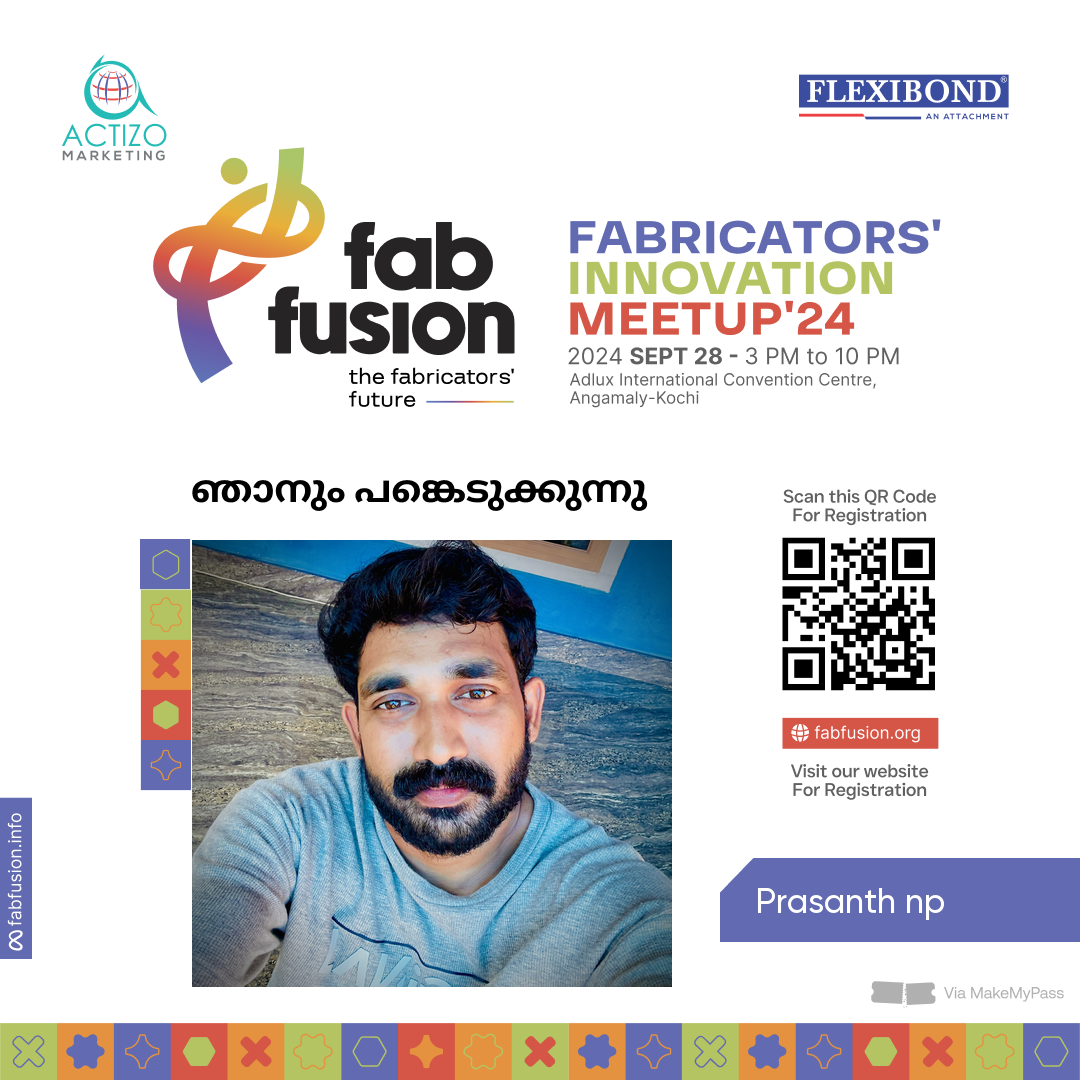 ACTIZO
MARKETING
FLEXIBOND®
AN ATTACHMENT
fab
fusion
the fabricators'
future
FABRICATORS'
INNOVATION
MEETUP'24
2024 SEPT 28 - 3 PM to 10 PM
Adlux International Convention Centre,
Angamaly-Kochi
ഞാനും പങ്കെടുക്കുന്നു
Scan this QR Code
For Registration
fabfusion.org
Visit our website
For Registration
fabfusion.info
Prasanth np
Via MakeMyPass